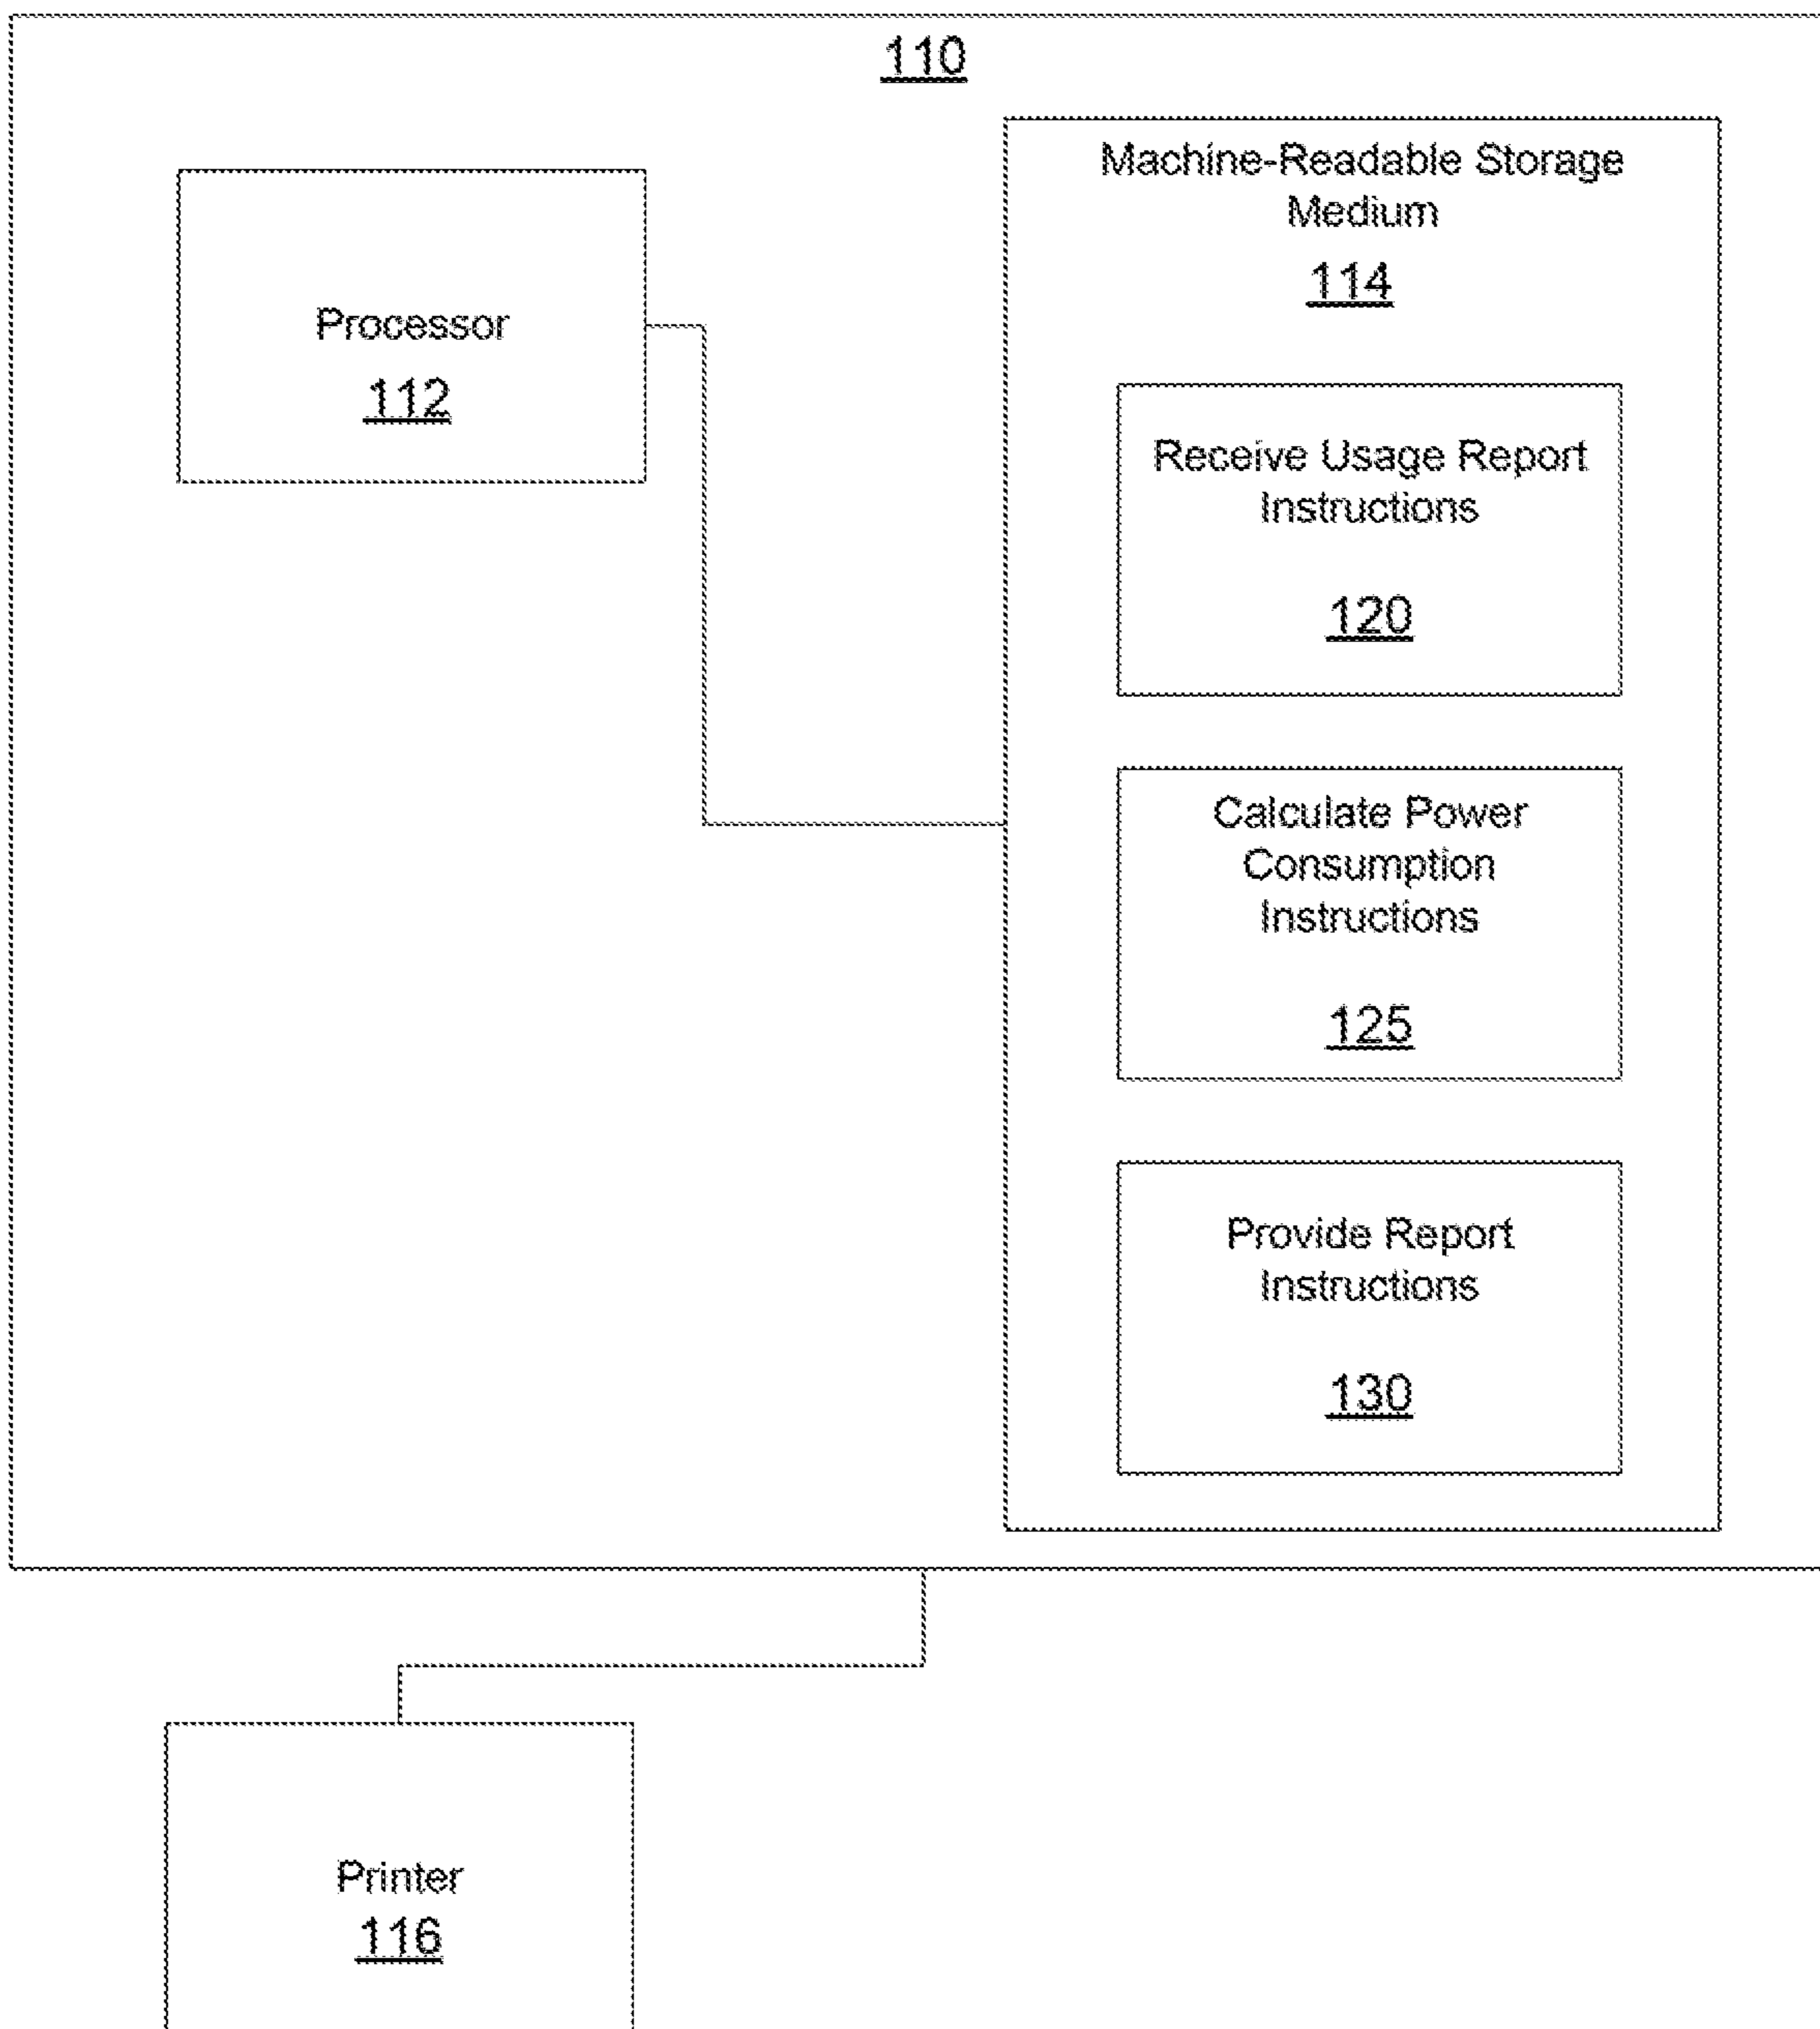 110
Processor
112
Machine-Readable Storage
Medium
114
Receive Usage Report
Instructions
120
Calculate Power
Consumption
Instructions
125
Provide Report
Instructions
130
Printer
116